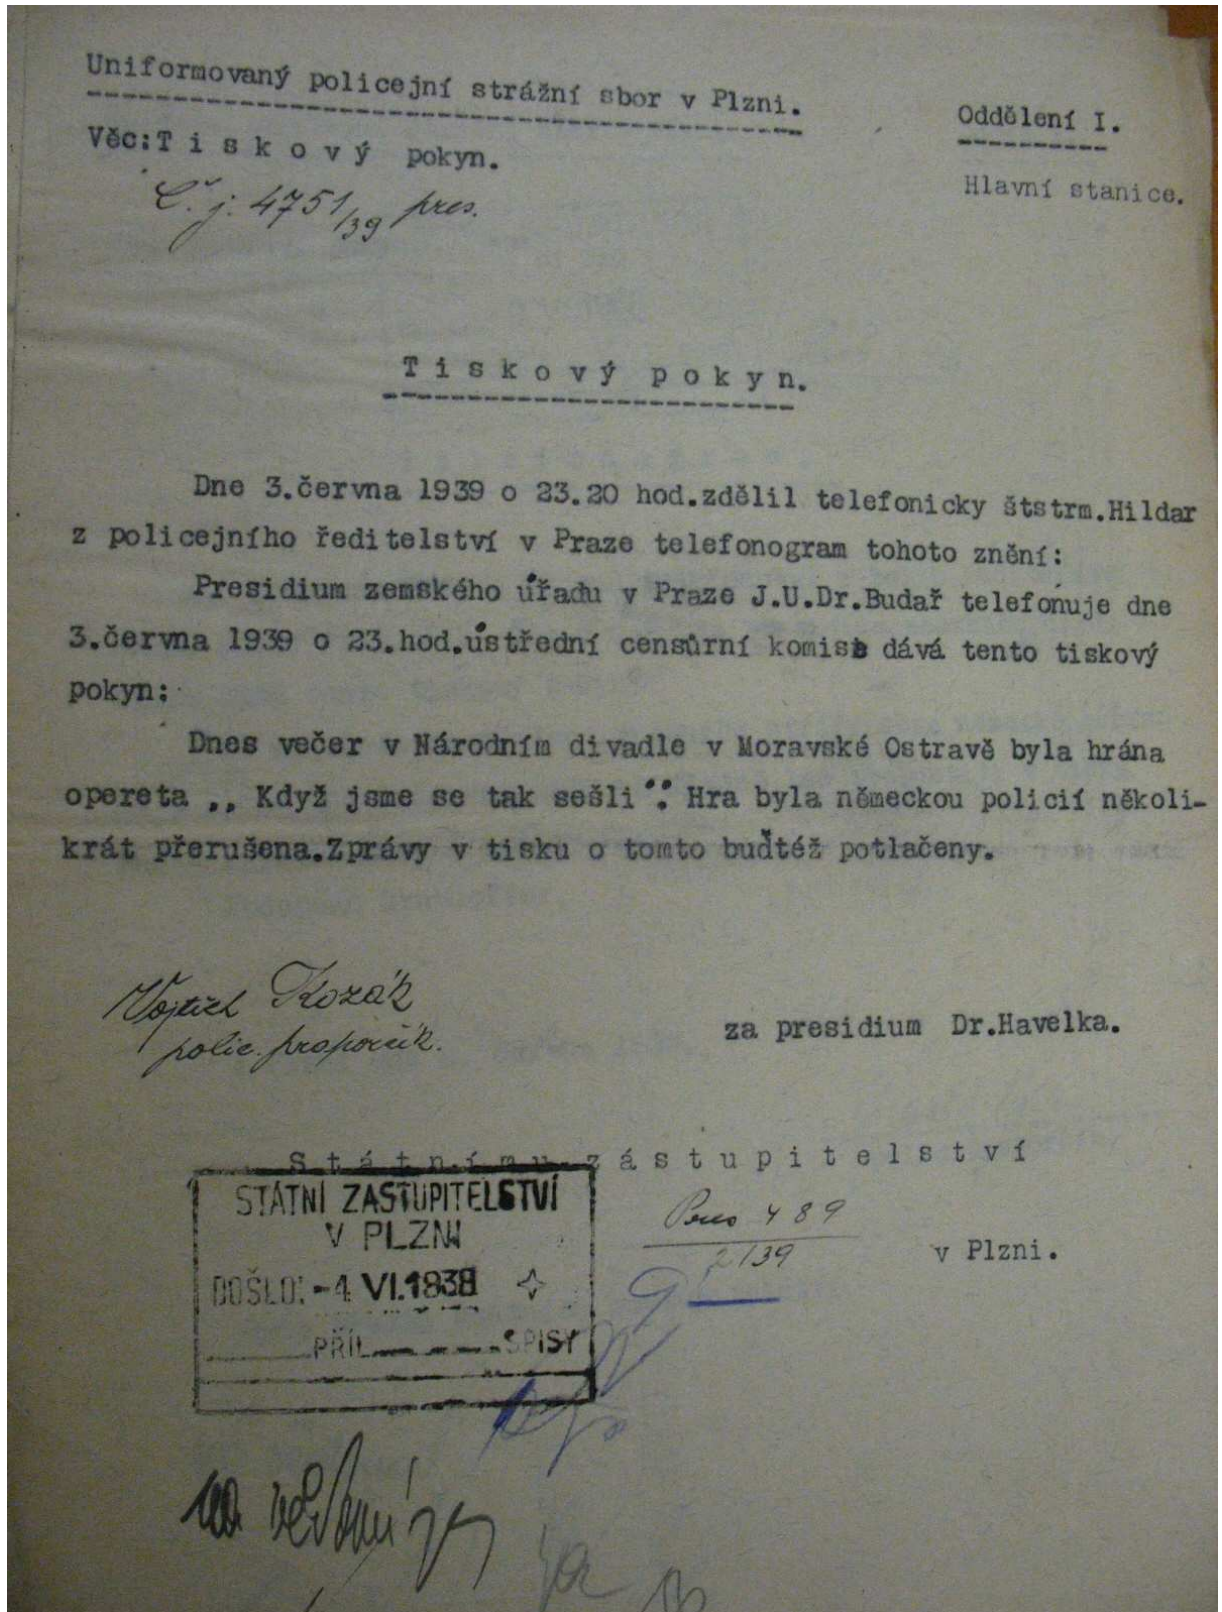 Uniformovaný policejní strážní sbor v Plzni.
Oddělení I.
Věc:T i s k o v ý pokyn.
Hlavní stanice.
Č. j. 4751/39 pres.
T i s k o v ý p o k y n.
Dne 3.června 1939 o 23.20 hod.zdělil telefonicky štstrm.Hildar
z policejního ředitelství v Praze telefonogram tohoto znění:
Presidium zemského úřadu v Praze J.U.Dr.Budař telefonuje dne
3.června 1939 o 23.hod.ústřední censůrní komise dává tento tiskový
pokyn:
Dnes večer v Národním divadle v Moravské Ostravě byla hrána
opereta ,, Když jsme se tak sešli ". Hra byla německou policií několi-
krát přerušena.Zprávy v tisku o tomto buďtéž potlačeny.
Vojtěch Kozák
polic. praporčík.
za presidium Dr.Havelka.
S t á t n í m u z á s t u p i t e l s t v í
STÁTNÍ ZASTUPITELSTVÍ
V PLZNI
Pres 489
2/39
v Plzni.
DOŠLO: -4 VI.1939
PŘÍL. SPISY